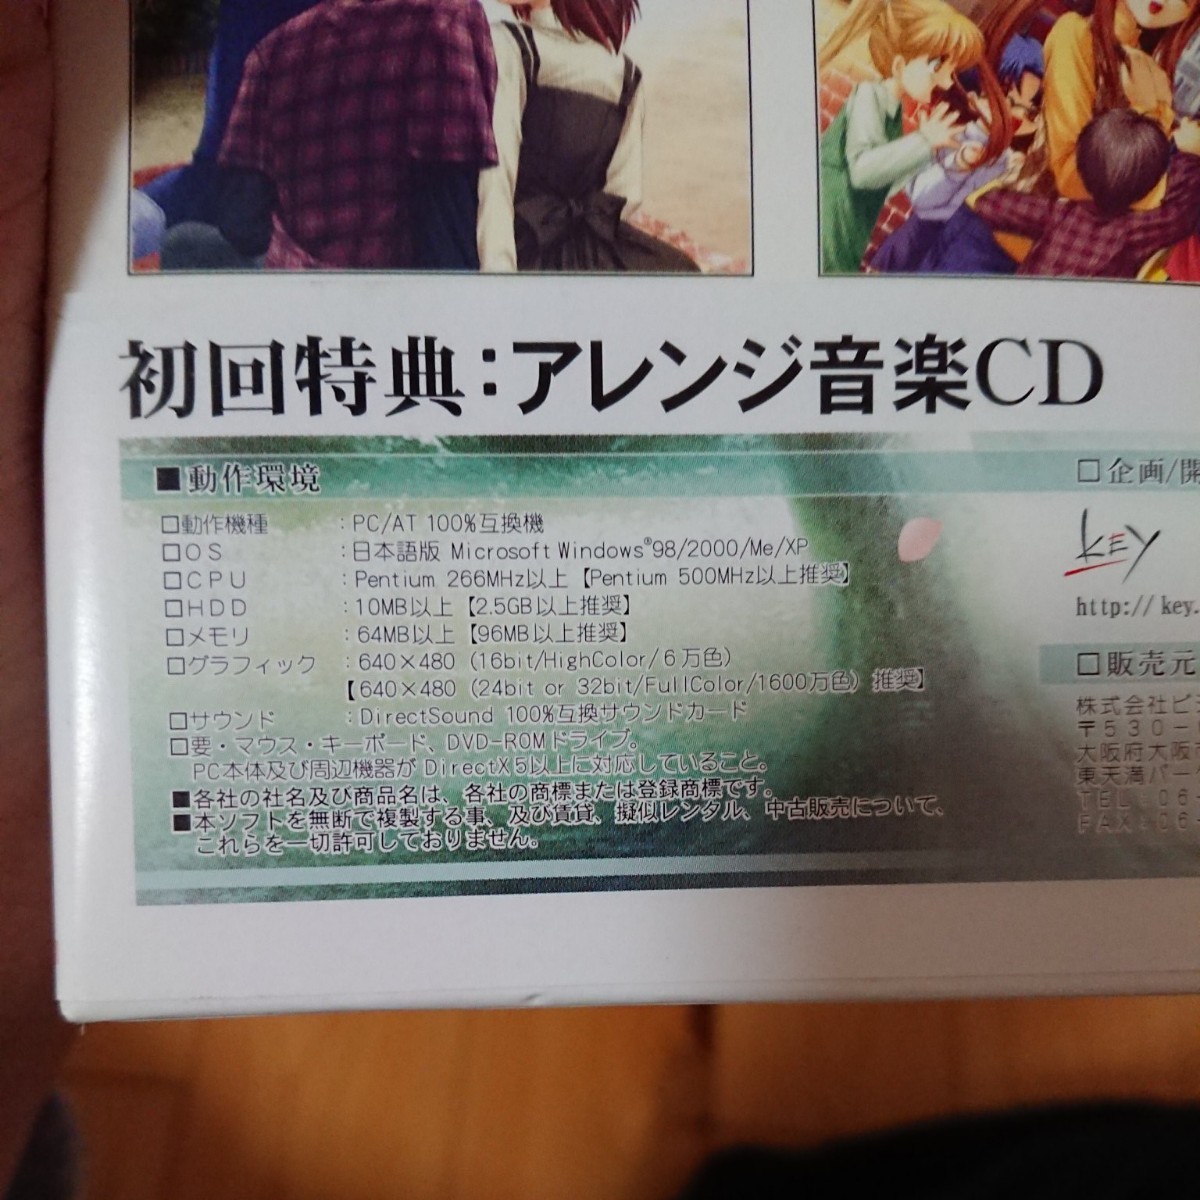 初回特典：アレンジ音楽CD
■動作環境
□動作機種 ：PC/AT 100%互換機
□OS ：日本語版 Microsoft Windows®98/2000/Me/XP
□CPU ：Pentium 266MHz以上【Pentium 500MHz以上推奨】
□HDD ：10MB以上【2.5GB以上推奨】
□メモリ ：64MB以上【96MB以上推奨】
□グラフィック ：640×480（16bit/HighColor/6万色）
【640×480（24bit or 32bit/FullColor/1600万色）推奨】
□サウンド ：DirectSound 100%互換サウンドカード
□要・マウス・キーボード、DVD-ROMドライブ。
PC本体及び周辺機器がDirectX5以上に対応していること。
■各社の社名及び商品名は、各社の商標または登録商標です。
■本ソフトを無断で複製する事、及び賃貸、擬似レンタル、中古販売について、
これらを一切許可しておりません。
□企画/開
KEY
http://key.
□販売元
株式会社ビ
〒530-
大阪府大阪
東天満パー
TEL:06-
FAX:06-